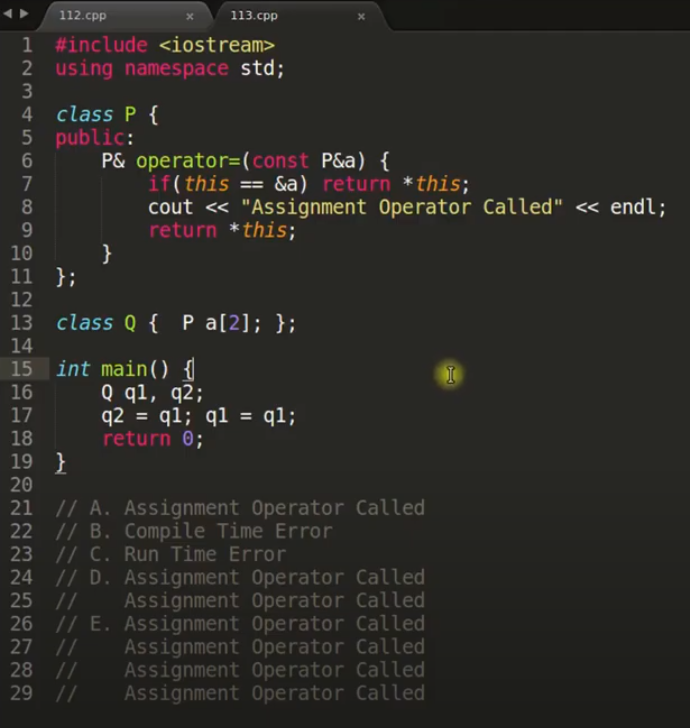 112.cpp × 113.cpp ×
1 #include <iostream>
2 using namespace std;
3
4 class P {
5 public:
6     P& operator=(const P&a) {
7         if(this == &a) return *this;
8         cout << "Assignment Operator Called" << endl;
9         return *this;
10     }
11 };
12
13 class Q {  P a[2]; };
14
15 int main() {
16     Q q1, q2;
17     q2 = q1; q1 = q1;
18     return 0;
19 }
20
21 // A. Assignment Operator Called
22 // B. Compile Time Error
23 // C. Run Time Error
24 // D. Assignment Operator Called
25 //    Assignment Operator Called
26 // E. Assignment Operator Called
27 //    Assignment Operator Called
28 //    Assignment Operator Called
29 //    Assignment Operator Called